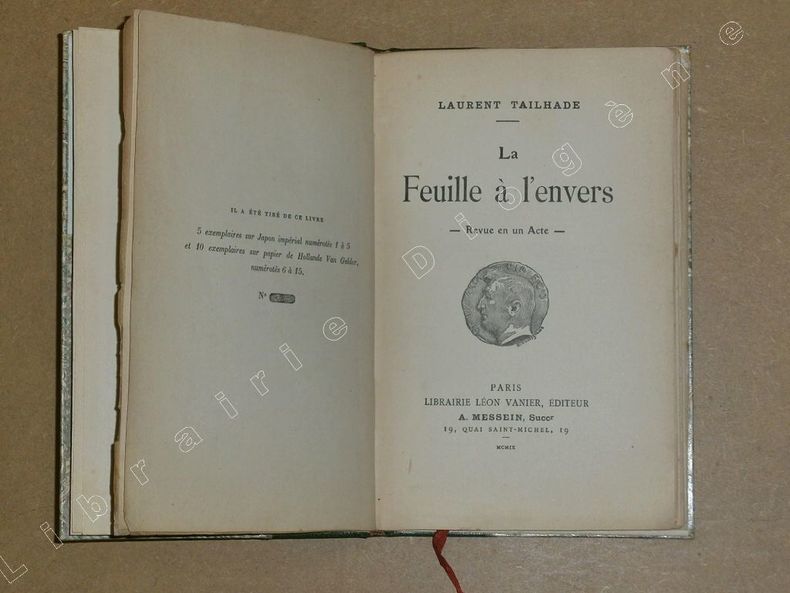 IL A ÉTÉ TIRÉ DE CE LIVRE
5 exemplaires sur Japon impérial numérotés 1 à 5
et 10 exemplaires sur papier de Hollande Van Gelder,
numérotés 6 à 15.
Nº
LAURENT TAILHADE
La
Feuille à l'envers
— Revue en un Acte —
PARIS
LIBRAIRIE LÉON VANIER, ÉDITEUR
A. MESSEIN, Succr
19, QUAI SAINT-MICHEL, 19
MCMIX
Librairie Diogène